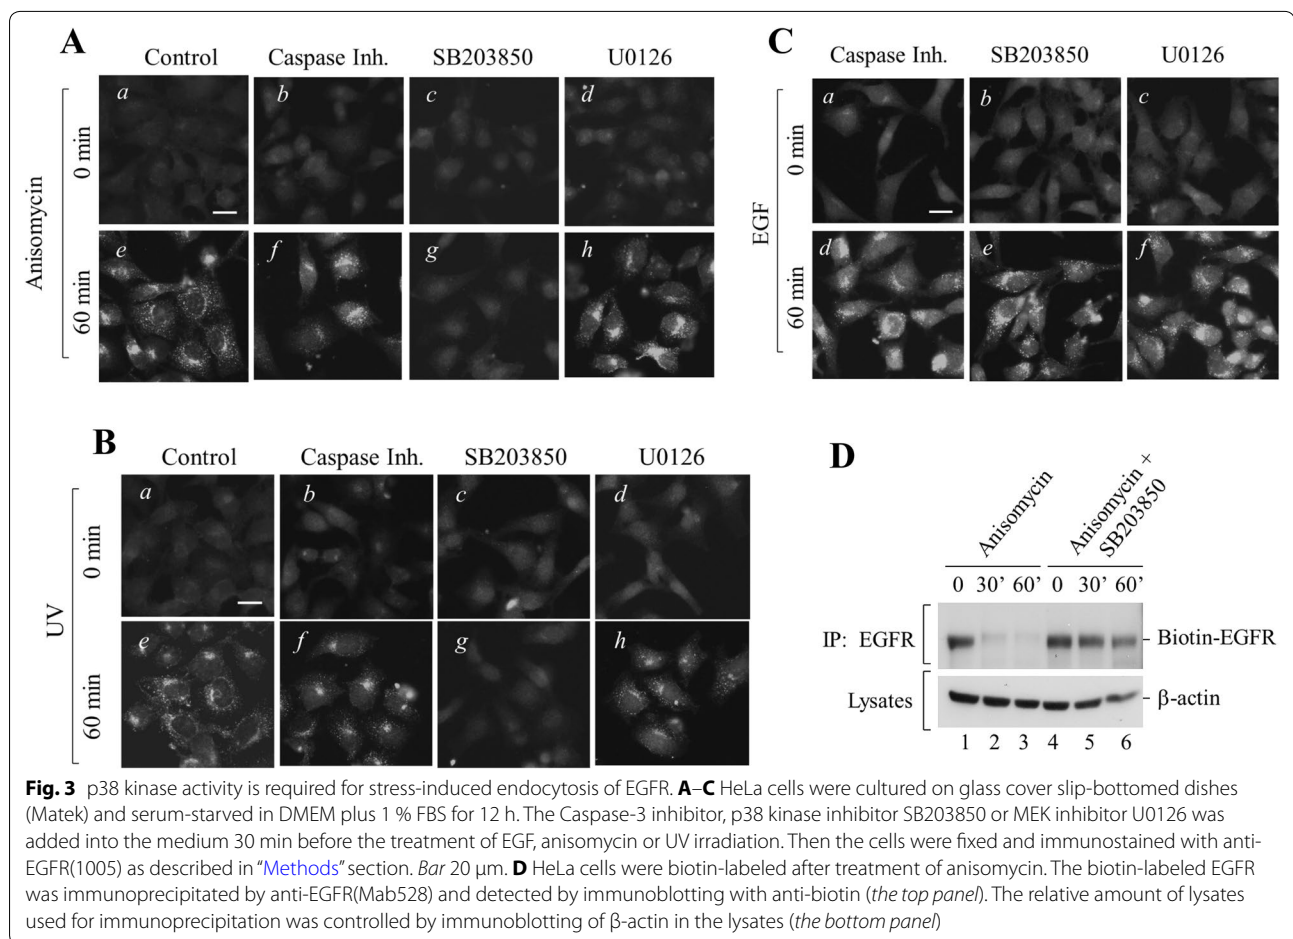 A
Control Caspase Inh. SB203850 U0126
Anisomycin
0 min
a b c d
60 min
e f g h
C
Caspase Inh. SB203850 U0126
EGF
0 min
a b c
60 min
d e f
B
Control Caspase Inh. SB203850 U0126
UV
0 min
a b c d
60 min
e f g h
D
Anisomycin
Anisomycin +
SB203850
0 30’ 60’ 0 30’ 60’
IP: EGFR
Biotin-EGFR
Lysates
β-actin
1 2 3 4 5 6
Fig. 3 p38 kinase activity is required for stress-induced endocytosis of EGFR. A–C HeLa cells were cultured on glass cover slip-bottomed dishes
(Matek) and serum-starved in DMEM plus 1 % FBS for 12 h. The Caspase-3 inhibitor, p38 kinase inhibitor SB203850 or MEK inhibitor U0126 was
added into the medium 30 min before the treatment of EGF, anisomycin or UV irradiation. Then the cells were fixed and immunostained with anti-
EGFR(1005) as described in “Methods” section. Bar 20 μm. D HeLa cells were biotin-labeled after treatment of anisomycin. The biotin-labeled EGFR
was immunoprecipitated by anti-EGFR(Mab528) and detected by immunoblotting with anti-biotin (the top panel). The relative amount of lysates
used for immunoprecipitation was controlled by immunoblotting of β-actin in the lysates (the bottom panel)